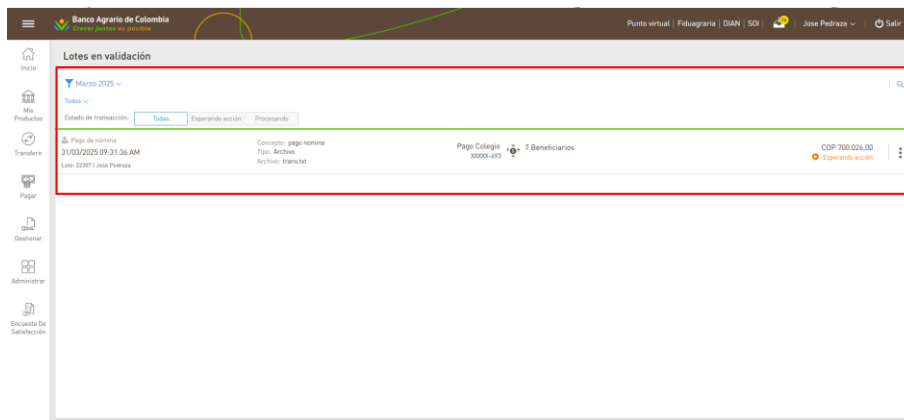 Banco Agrario de Colombia
Crecer juntos es posible
Punto virtual | Fiduagraria | DIAN | SOI | Jose Pedraza | Salir
Inicio
Mis
Productos
Transferir
Pagar
Gestionar
Administrar
Encuesta De
Satisfacción
Lotes en validación
Marzo 2025
Todos
Estado de transacción: Todas Esperando acción Procesando
Pago de nómina
31/03/2025 09:31:36 AM
Lote: 22307 | Jose Pedraza
Concepto: pago nomina
Tipo: Archivo
Archivo: trans.txt
Pago Colegio
XXXXX-693
7 Beneficiarios
COP 700.026,00
Esperando acción